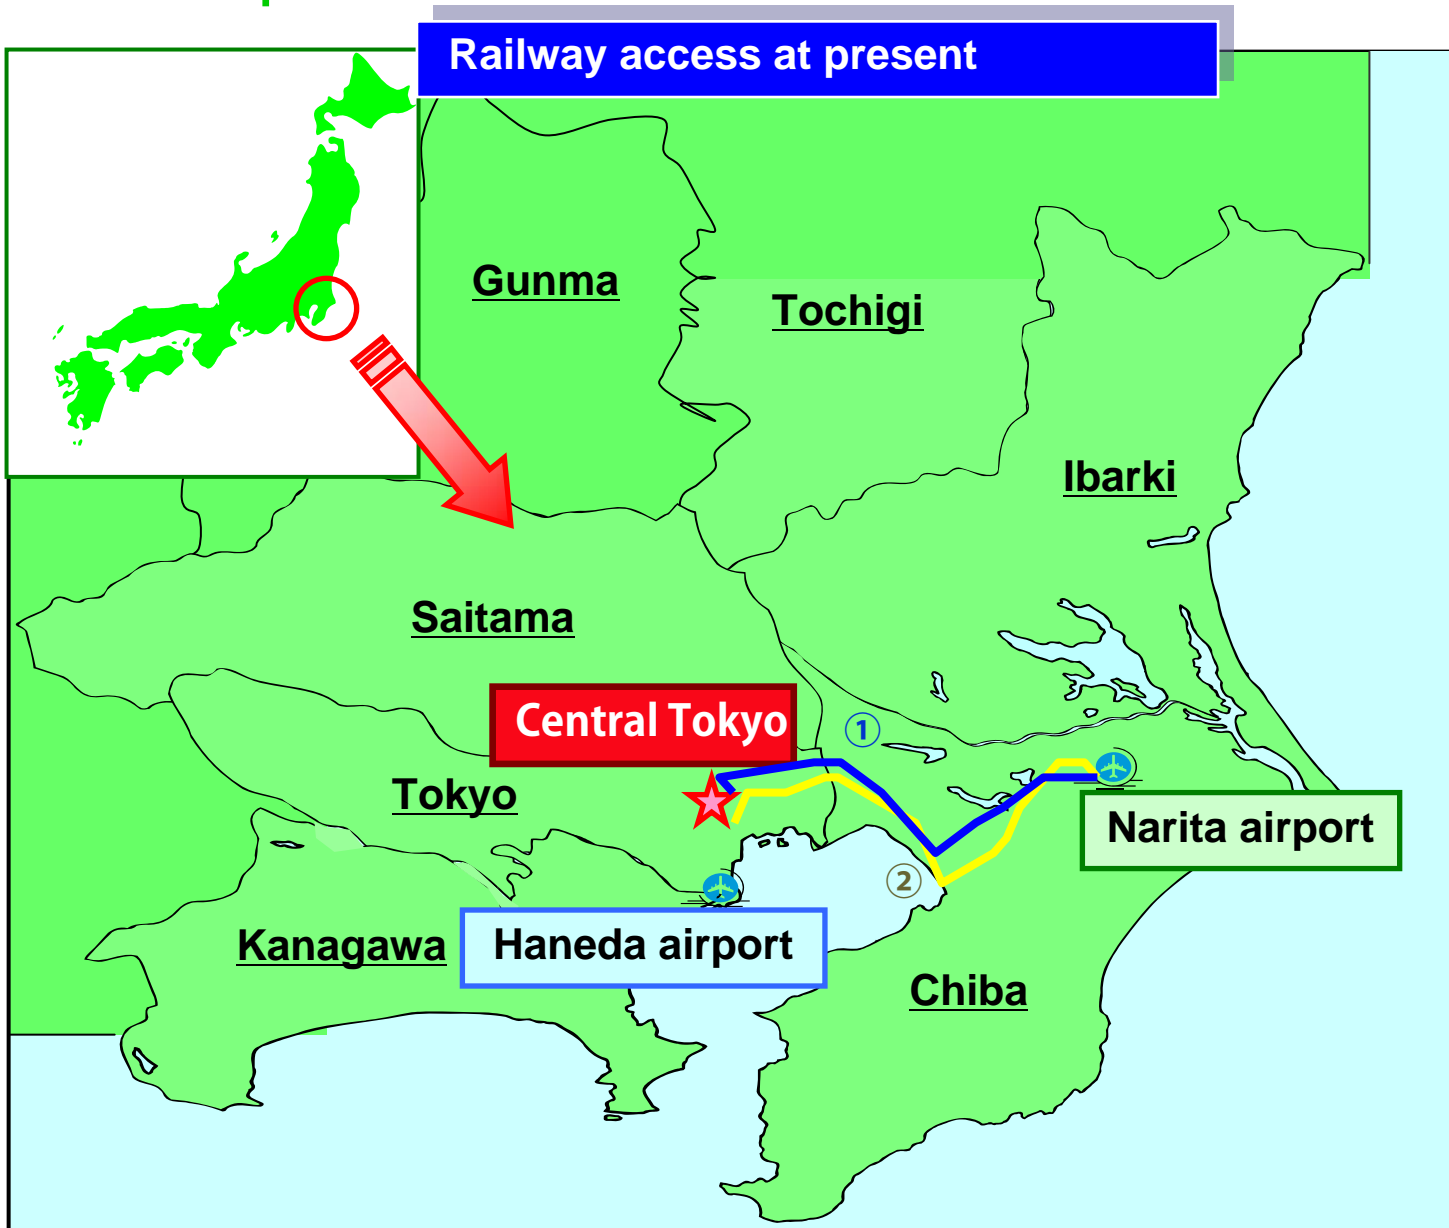 Railway access at present
Gunma
Tochigi
Ibarki
Saitama
Central Tokyo
①
Tokyo
Narita airport
②
Kanagawa
Haneda airport
Chiba